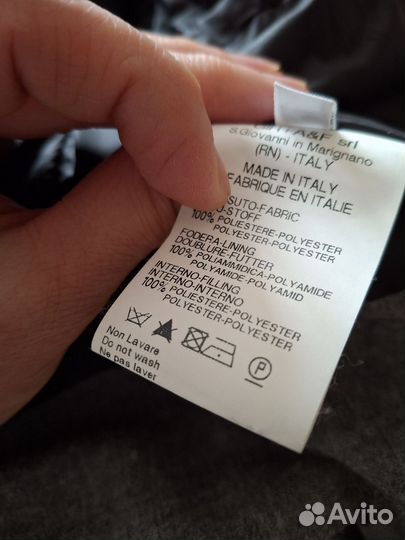 A&F srl
S.Giovanni in Marignano
(RN) - ITALY
MADE IN ITALY
FABRIQUE EN ITALIE
SUTO-FABRIC
STOFF
100% POLIESTERE-POLYESTER
POLYESTER-POLYESTER
FODERA-LINING
DOUBLURE-FUTTER
100% POLIAMMIDICA-POLYAMIDE
POLYAMIDE-POLYAMID
INTERNO-FILLING
INTERNO-INTERNO
100% POLIESTERE-POLYESTER
POLYESTER-POLYESTER
P
Non Lavare
Do not wash
Ne pas laver
Avito